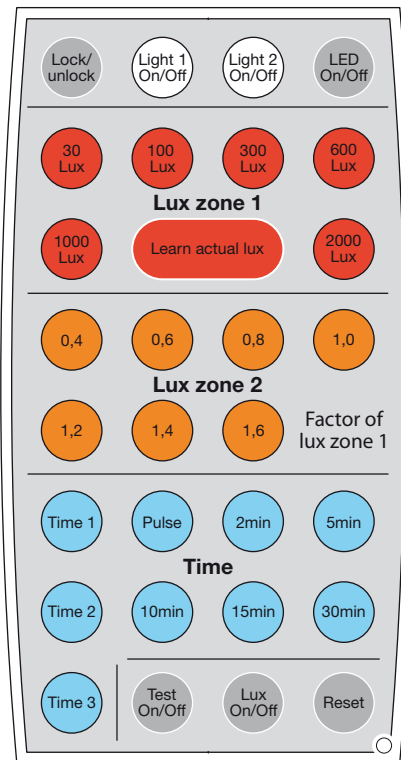 Lock/
unlock
Light 1
On/Off
Light 2
On/Off
LED
On/Off
30
Lux
100
Lux
300
Lux
600
Lux
Lux zone 1
1000
Lux
Learn actual lux
2000
Lux
0,4
0,6
0,8
1,0
Lux zone 2
1,2
1,4
1,6
Factor of
lux zone 1
Time 1
Pulse
2min
5min
Time
Time 2
10min
15min
30min
Time 3
Test
On/Off
Lux
On/Off
Reset